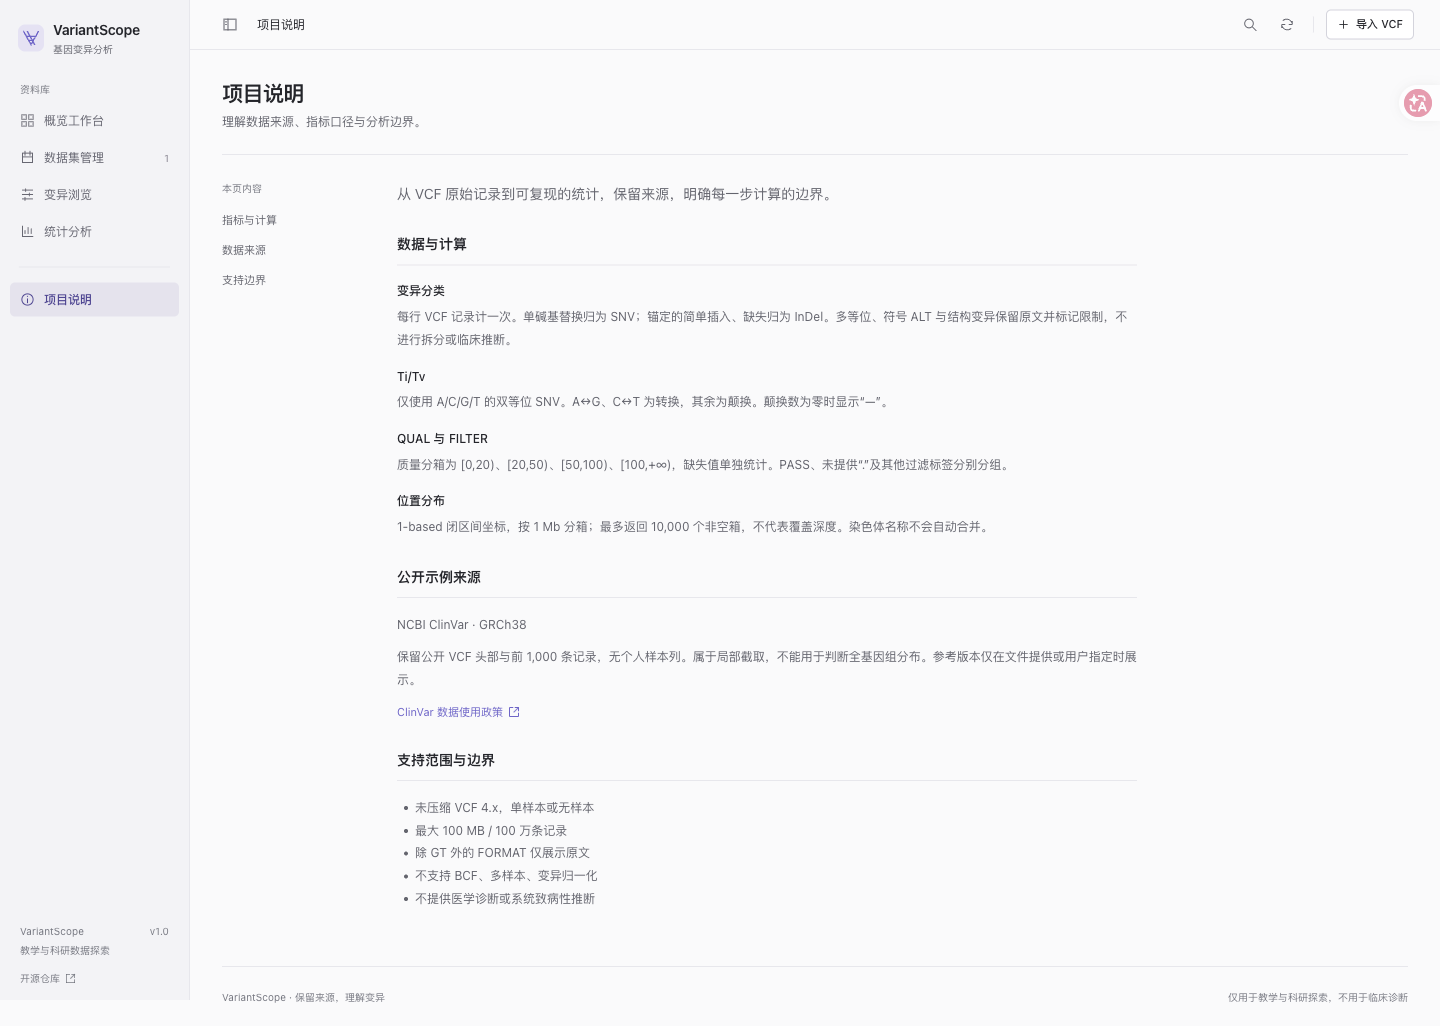 VariantScope
基因变异分析
资料库
概览工作台
数据集管理 1
变异浏览
统计分析
项目说明
VariantScope v1.0
教学与科研数据探索
开源仓库
项目说明
导入 VCF
项目说明
理解数据来源、指标口径与分析边界。
本页内容
指标与计算
数据来源
支持边界
从 VCF 原始记录到可复现的统计，保留来源，明确每一步计算的边界。
数据与计算
变异分类
每行 VCF 记录计一次。单碱基替换归为 SNV；锚定的简单插入、缺失归为 InDel。多等位、符号 ALT 与结构变异保留原文并标记限制，不
进行拆分或临床推断。
Ti/Tv
仅使用 A/C/G/T 的双等位 SNV。A↔G、C↔T 为转换，其余为颠换。颠换数为零时显示“—”。
QUAL 与 FILTER
质量分箱为 [0,20)、[20,50)、[50,100)、[100,+∞)，缺失值单独统计。PASS、未提供“.”及其他过滤标签分别分组。
位置分布
1-based 闭区间坐标，按 1 Mb 分箱；最多返回 10,000 个非空箱，不代表覆盖深度。染色体名称不会自动合并。
公开示例来源
NCBI ClinVar · GRCh38
保留公开 VCF 头部与前 1,000 条记录，无个人样本列。属于局部截取，不能用于判断全基因组分布。参考版本仅在文件提供或用户指定时展
示。
ClinVar 数据使用政策
支持范围与边界
• 未压缩 VCF 4.x，单样本或无样本
• 最大 100 MB / 100 万条记录
• 除 GT 外的 FORMAT 仅展示原文
• 不支持 BCF、多样本、变异归一化
• 不提供医学诊断或系统致病性推断
VariantScope · 保留来源，理解变异
仅用于教学与科研探索，不用于临床诊断